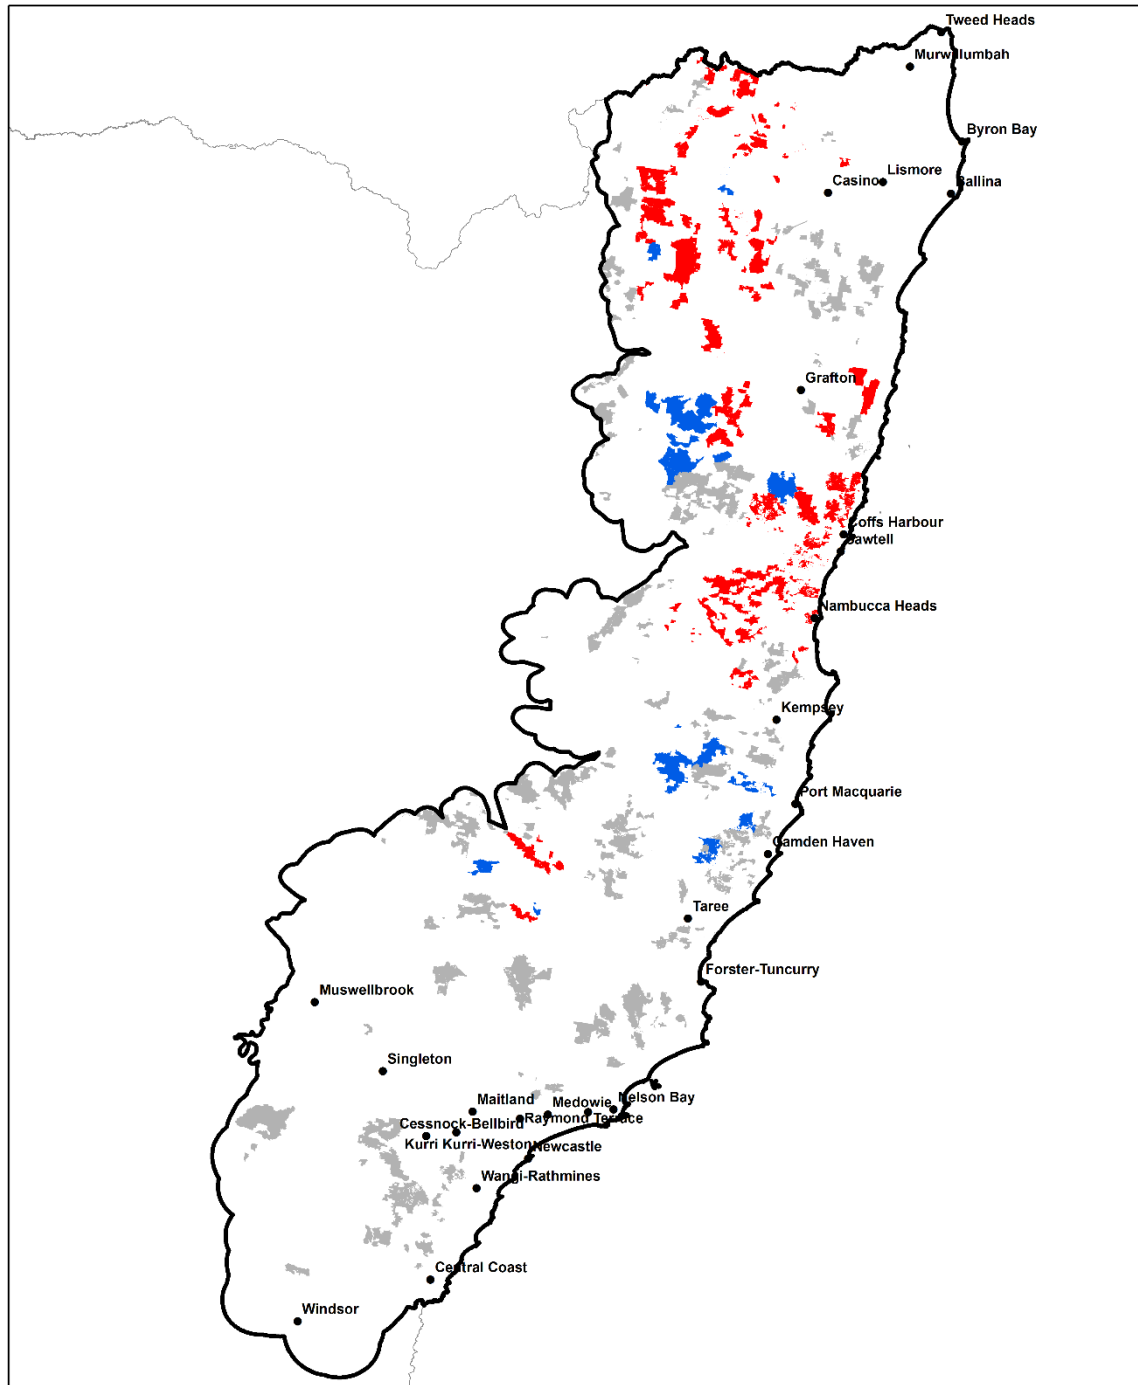 Tweed Heads
Murwillumbah
Byron Bay
Lismore
Casino
Ballina
Grafton
Coffs Harbour
Sawtell
Nambucca Heads
Kempsey
Port Macquarie
Camden Haven
Taree
Forster-Tuncurry
Muswellbrook
Singleton
Maitland
Medowie
Nelson Bay
Cessnock-Bellbird
Raymond Terrace
Kurri Kurri-Weston
Newcastle
Wangi-Rathmines
Central Coast
Windsor